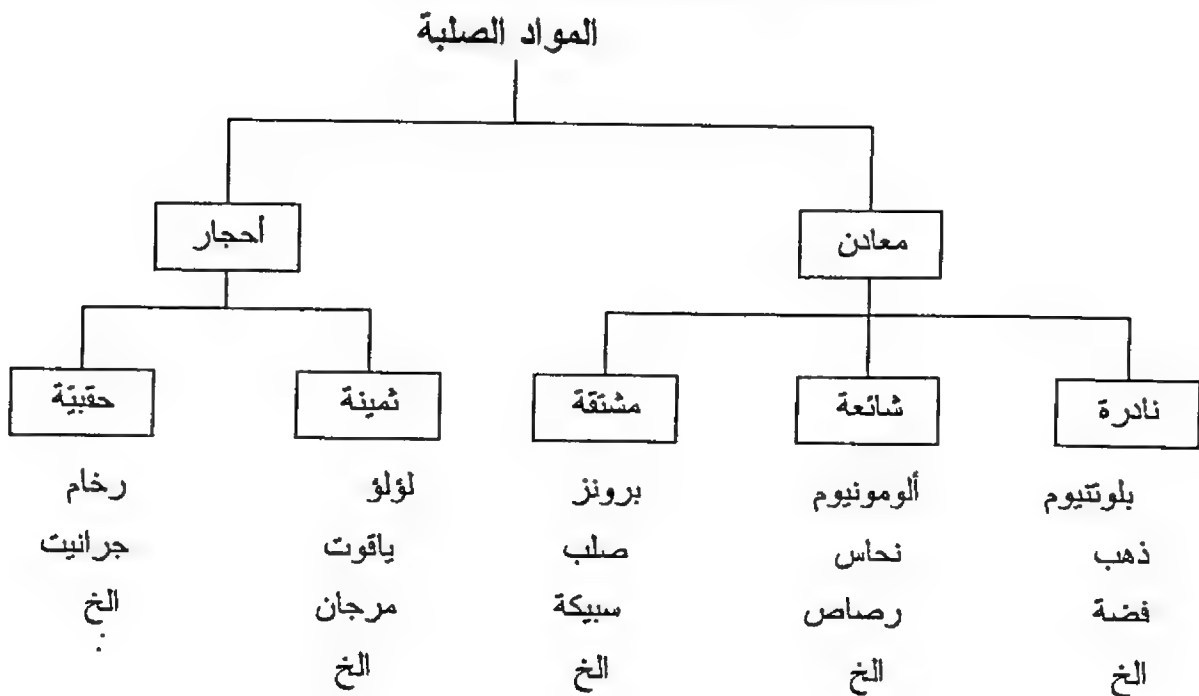 المواد الصلبة
معادن
أحجار
نادرة
شائعة
مشتقة
ثمينة
حقبيّة
بلوتنيوم
ألومونيوم
برونز
لؤلؤ
رخام
ذهب
نحاس
صلب
ياقوت
جرانيت
فضة
رصاص
سبيكة
مرجان
الخ
الخ
الخ
الخ
الخ